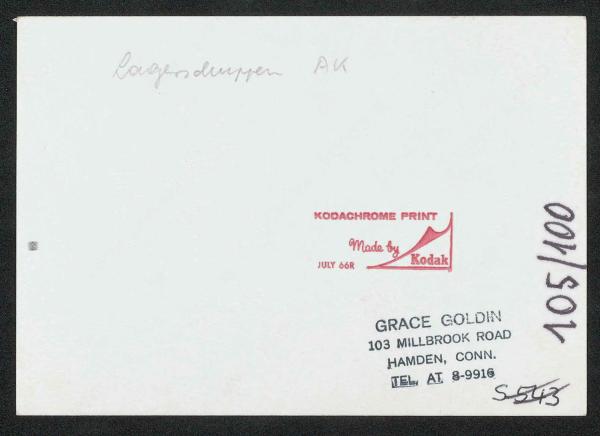 Lagerschuppen AK
KODACHROME PRINT
Made by
Kodak
JULY 66R
GRACE GOLDIN
103 MILLBROOK ROAD
HAMDEN, CONN.
TEL. AT. 8-9916
S-543
105/100